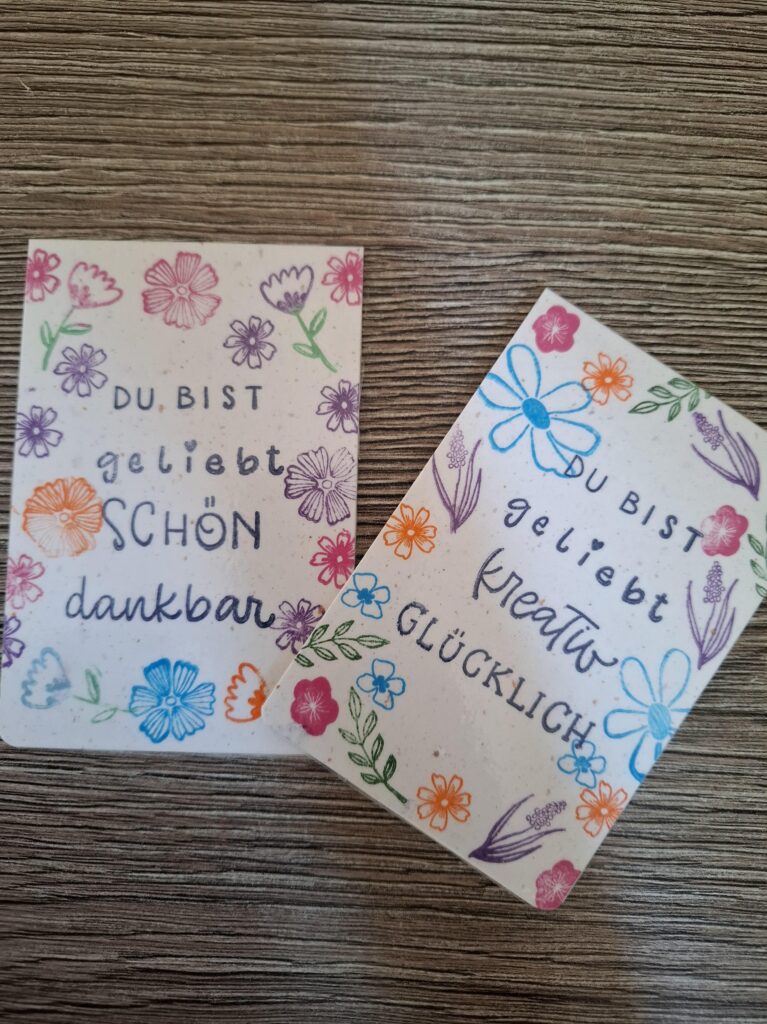 DU BIST
geliebt
SCHÖN
dankbar
DU BIST
geliebt
kreativ
GLÜCKLICH